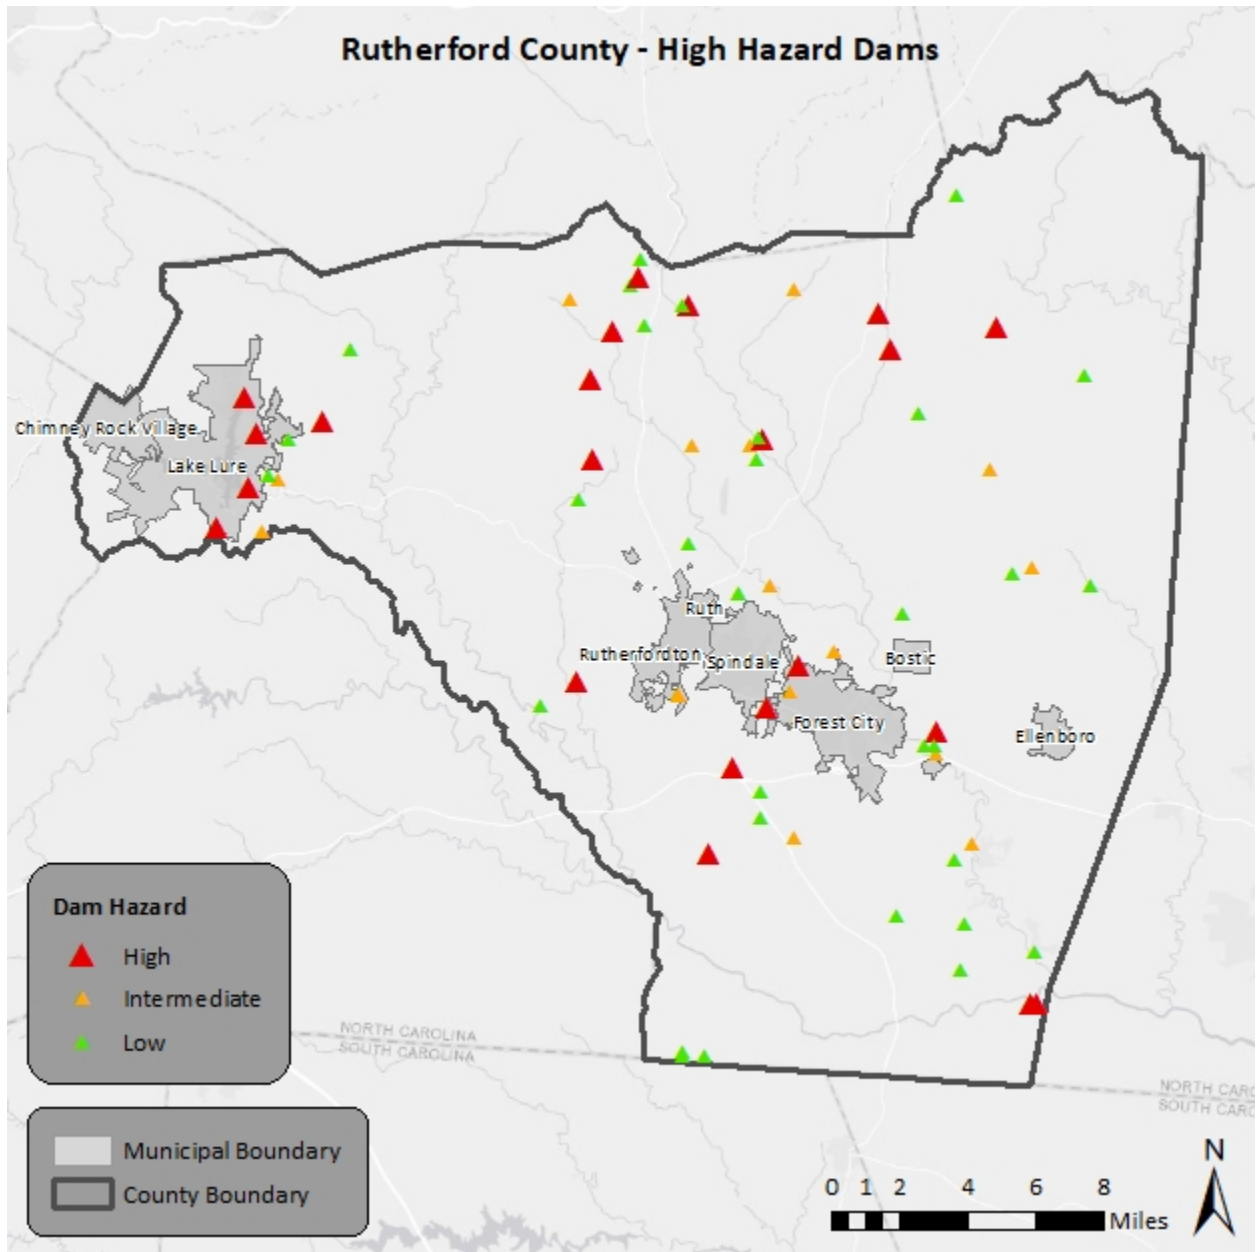 Rutherford County - High Hazard Dams
Chimney Rock Village
Lake Lure
Ruth
Rutherfordton
Spindale
Bostic
Forest City
Ellenboro
Dam Hazard
High
Intermediate
Low
NORTH CAROLINA
SOUTH CAROLINA
NORTH CARO
SOUTH CARO
Municipal Boundary
County Boundary
N
0 1 2 4 6 8
Miles